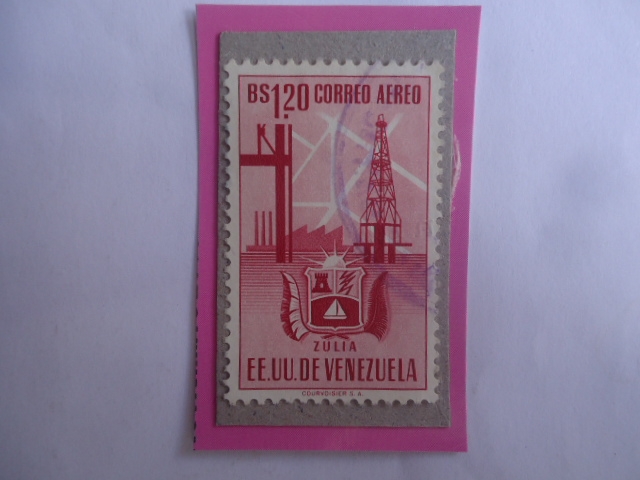 BS 1.20 CORREO AEREO
ZULIA
EE.UU.DE VENEZUELA
COURVOISIER S.A.